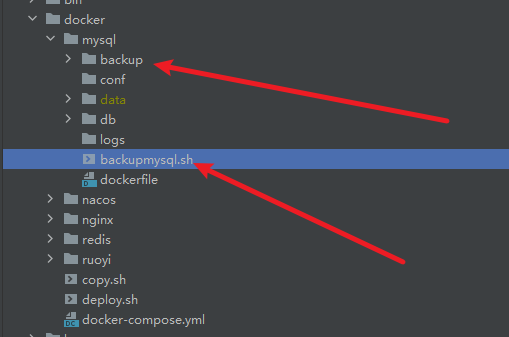 docker
mysql
backup
conf
data
db
logs
backupmysql.sh
dockerfile
nacos
nginx
redis
ruoyi
copy.sh
deploy.sh
docker-compose.yml